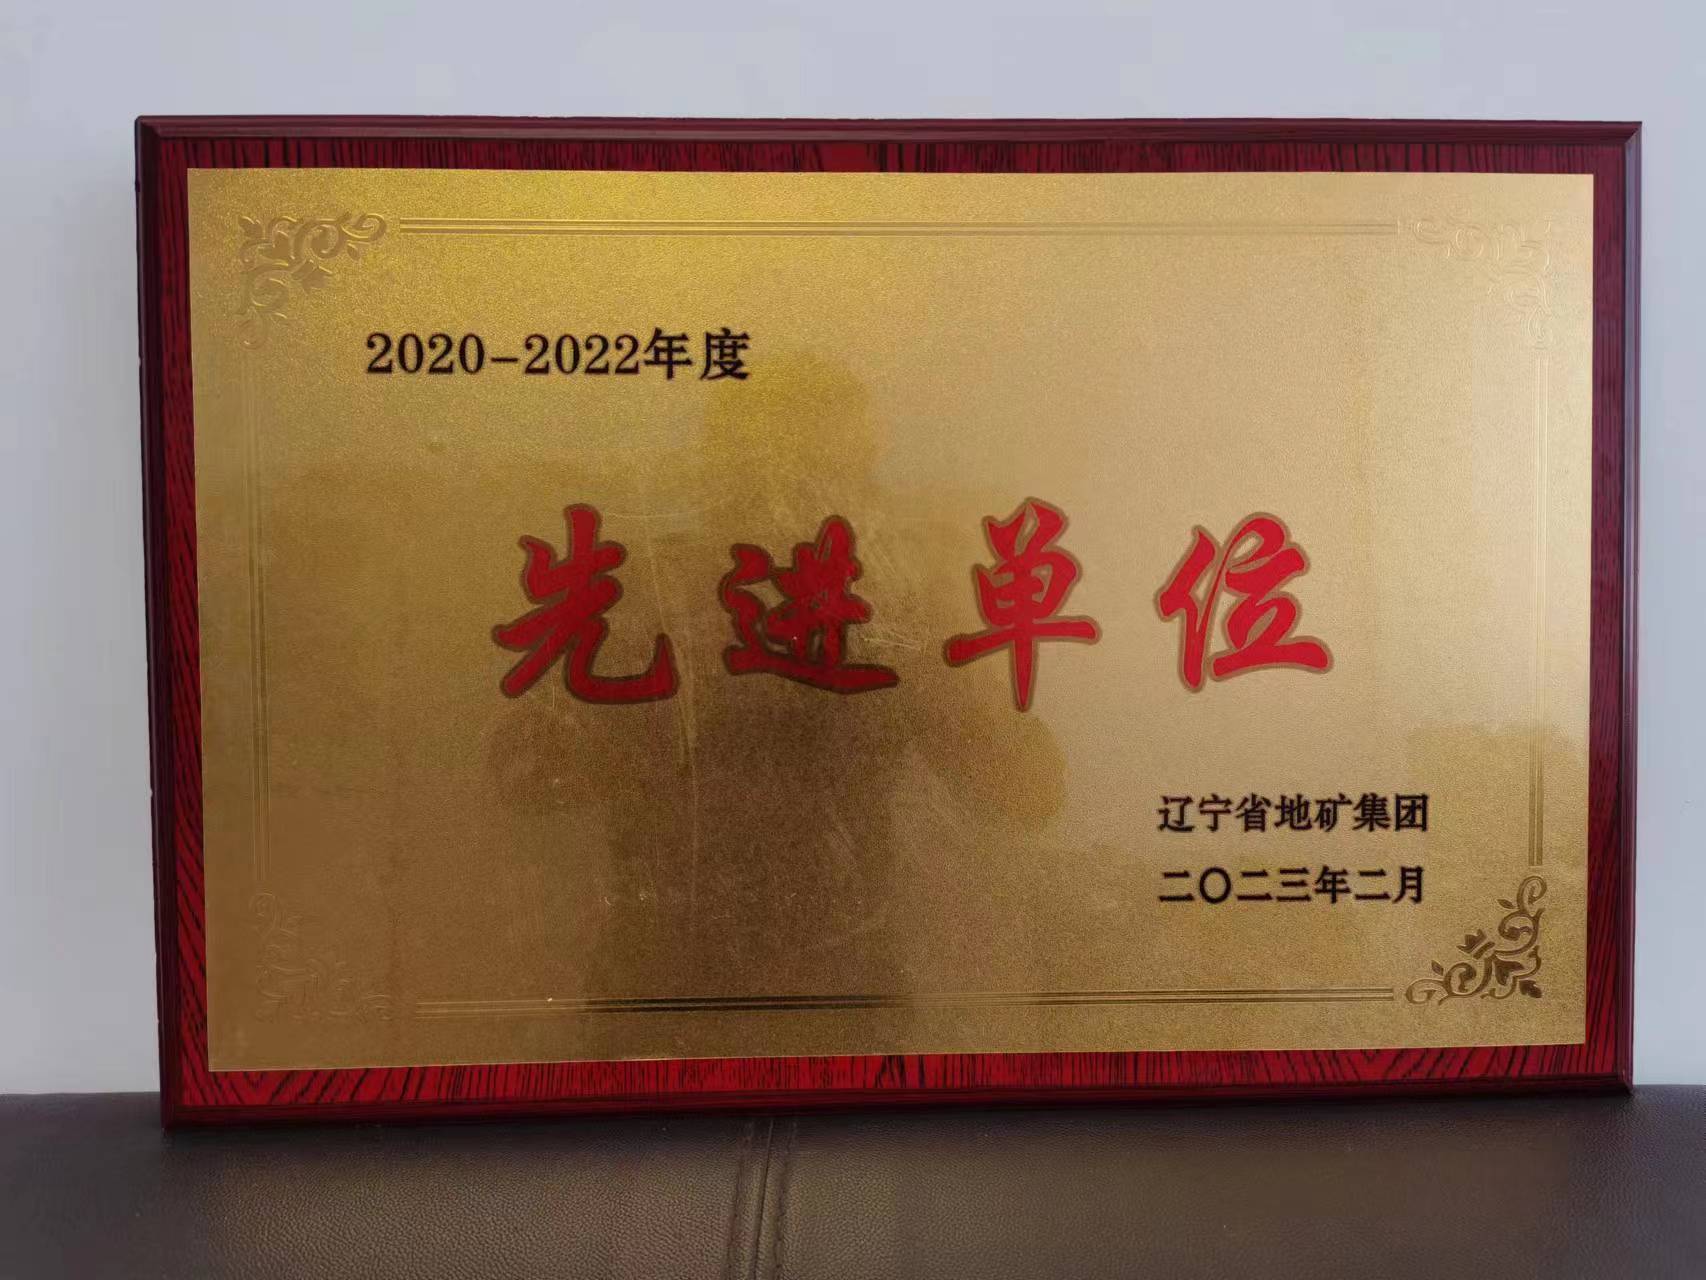 2020-2022年度
先进单位
辽宁省地矿集团
二〇二三年二月